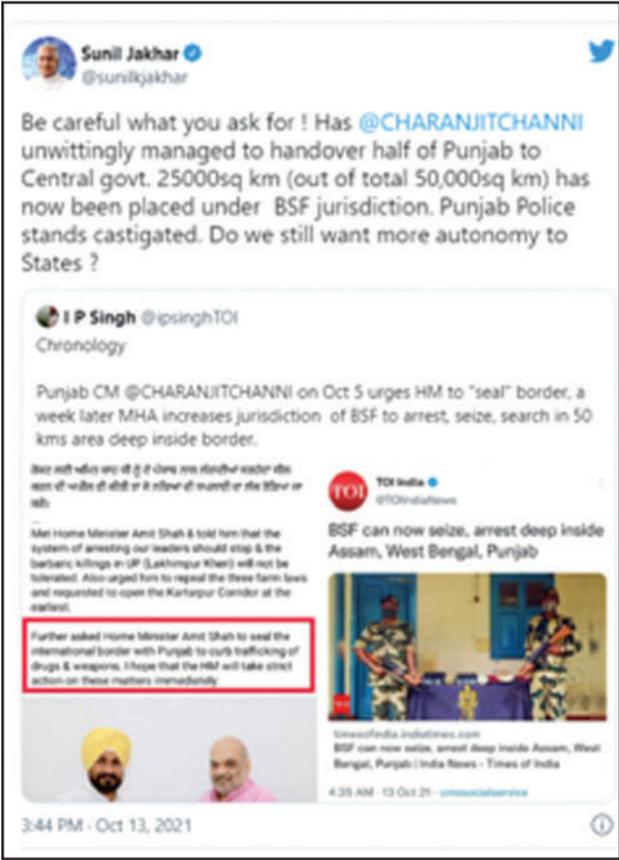 Sunil Jakhar
@sunilkjakhar
Be careful what you ask for ! Has @CHARANJITCHANNI
unwittingly managed to handover half of Punjab to
Central govt. 25000sq km (out of total 50,000sq km) has
now been placed under BSF jurisdiction. Punjab Police
stands castigated. Do we still want more autonomy to
States ?
I P Singh @ipsinghTOI
Chronology
Punjab CM @CHARANJITCHANNI on Oct 5 urges HM to "seal" border, a
week later MHA increases jurisdiction of BSF to arrest, seize, search in 50
kms area deep inside border.
...
Met Home Minister Amit Shah & told him that the
system of arresting our leaders should stop & the
barbaric killings in UP (Lakhimpur Kheri) will not be
tolerated. Also urged him to repeal the three farm laws
and requested to open the Kartarpur Corridor at the
earliest.
Further asked Home Minister Amit Shah to seal the
international border with Punjab to curb trafficking of
drugs & weapons. I hope that the HM will take strict
action on these matters immediately
TOI
TOI India
@TOIIndiaNews
BSF can now seize, arrest deep inside
Assam, West Bengal, Punjab
timesofindia.indiatimes.com
BSF can now seize, arrest deep inside Assam, West
Bengal, Punjab | India News - Times of India
4:35 AM · 13 Oct 21 · cmssocialservice
3:44 PM · Oct 13, 2021